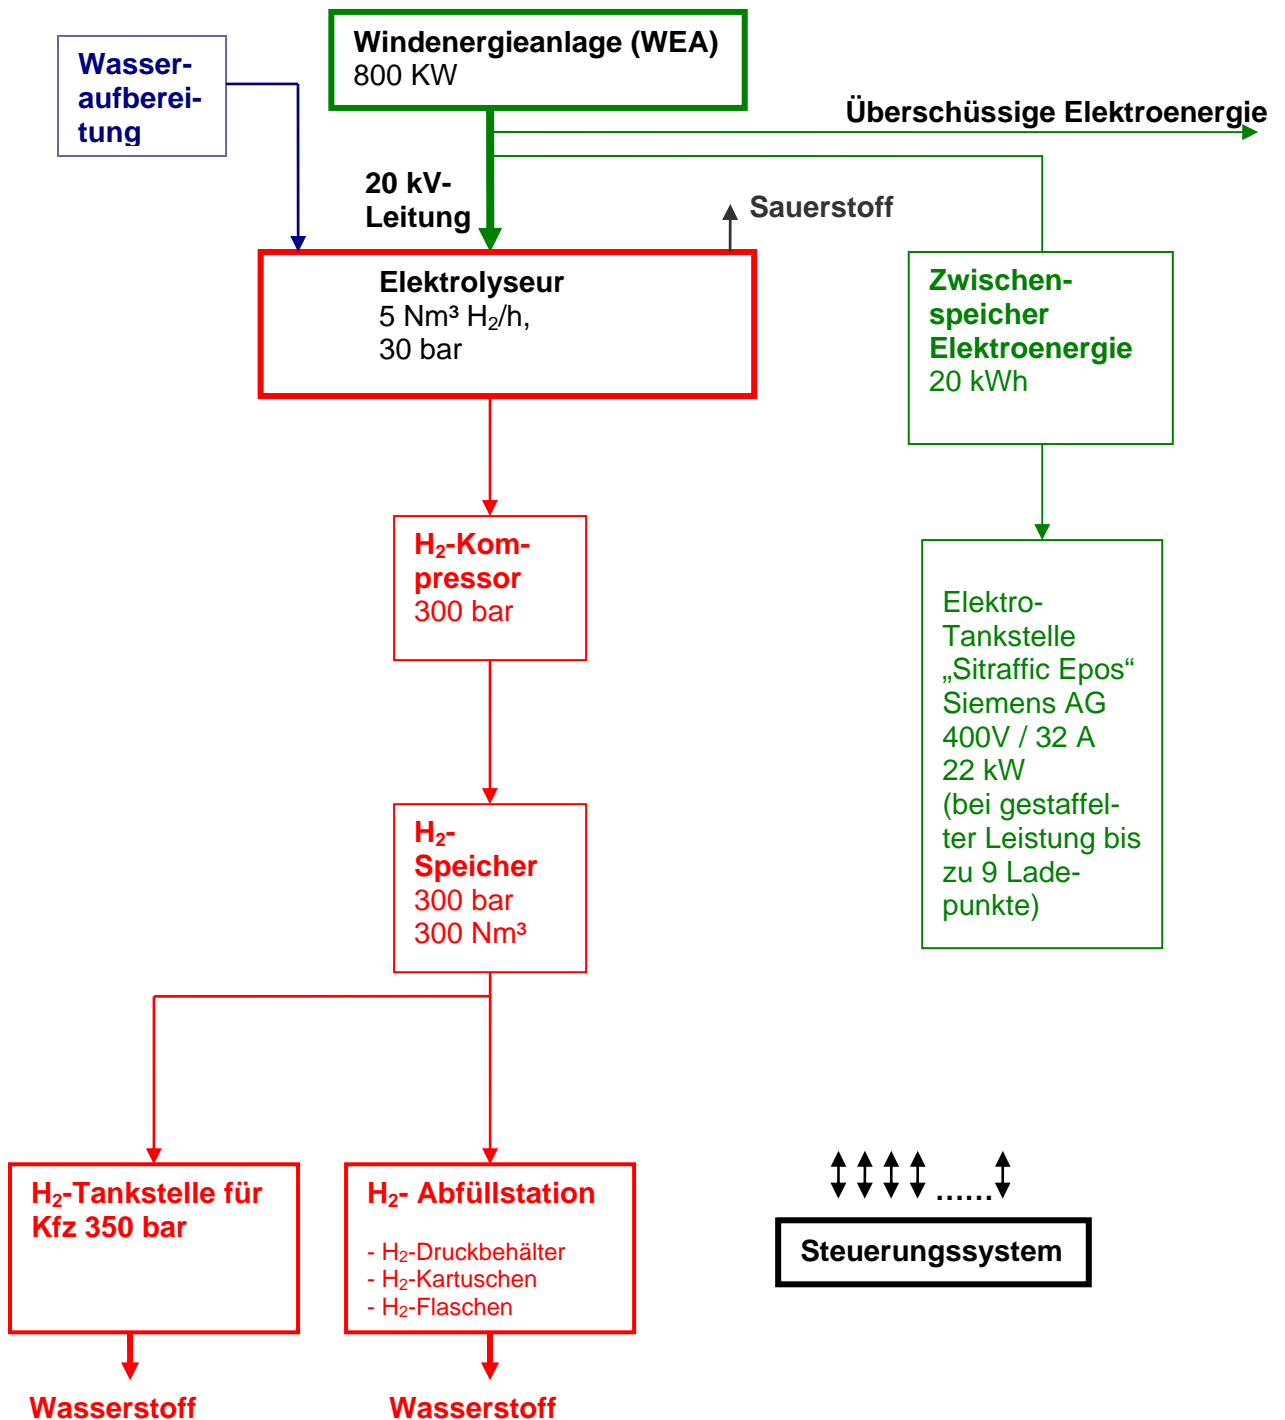 Windenergieanlage (WEA)
800 KW
Wasser-
aufberei-
tung
Überschüssige Elektroenergie
20 kV-
Leitung
Sauerstoff
Elektrolyseur
5 Nm³ H₂/h,
30 bar
Zwischen-
speicher
Elektroenergie
20 kWh
H₂-Kom-
pressor
300 bar
Elektro-
Tankstelle
„Sitraffic Epos“
Siemens AG
400V / 32 A
22 kW
(bei gestaffel-
ter Leistung bis
zu 9 Lade-
punkte)
H₂-
Speicher
300 bar
300 Nm³
H₂-Tankstelle für
Kfz 350 bar
H₂- Abfüllstation
- H₂-Druckbehälter
- H₂-Kartuschen
- H₂-Flaschen
......
Steuerungssystem
Wasserstoff
Wasserstoff